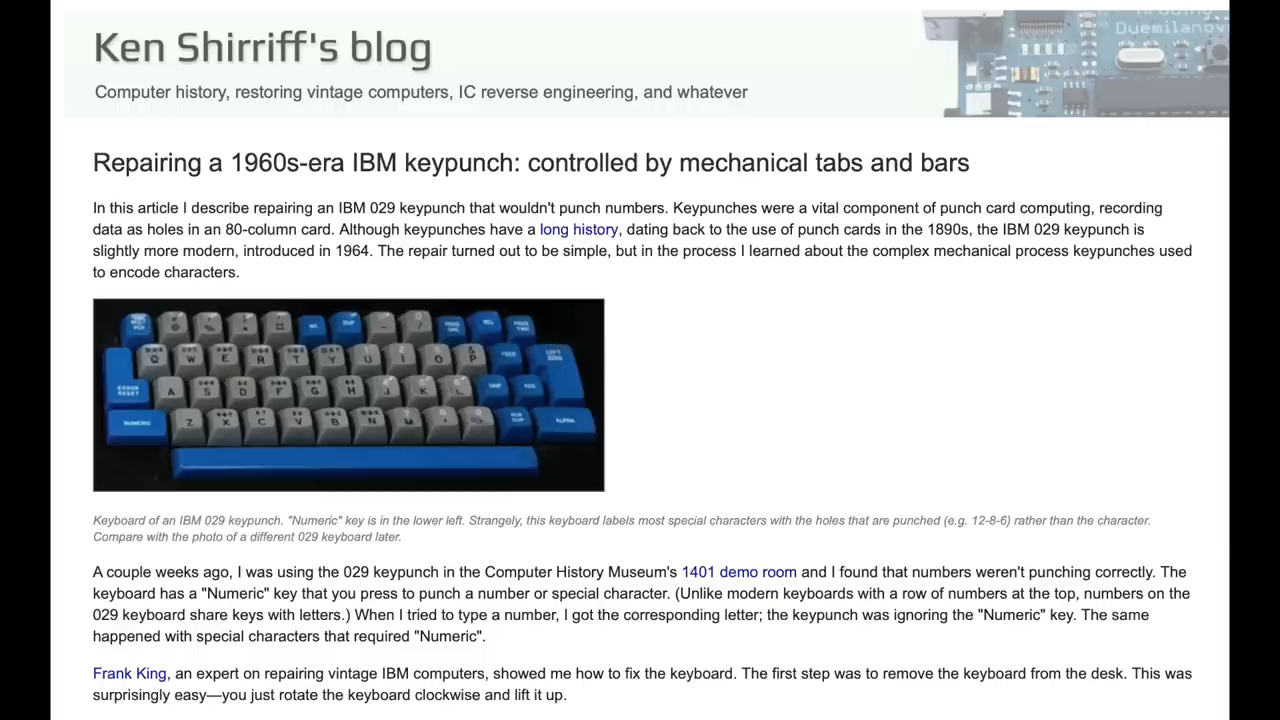 Ken Shirriff's blog
Computer history, restoring vintage computers, IC reverse engineering, and whatever
Duemilanov
Repairing a 1960s-era IBM keypunch: controlled by mechanical tabs and bars
In this article I describe repairing an IBM 029 keypunch that wouldn't punch numbers. Keypunches were a vital component of punch card computing, recording
data as holes in an 80-column card. Although keypunches have a long history, dating back to the use of punch cards in the 1890s, the IBM 029 keypunch is
slightly more modern, introduced in 1964. The repair turned out to be simple, but in the process I learned about the complex mechanical process keypunches used
to encode characters.
Q W E R T Y U I O P FEED LEFT ZERO
ERROR RESET A S D F G H J K L
NUMERIC Z X C V B N M ALPHA
Keyboard of an IBM 029 keypunch. "Numeric" key is in the lower left. Strangely, this keyboard labels most special characters with the holes that are punched (e.g. 12-8-6) rather than the character.
Compare with the photo of a different 029 keyboard later.
A couple weeks ago, I was using the 029 keypunch in the Computer History Museum's 1401 demo room and I found that numbers weren't punching correctly. The
keyboard has a "Numeric" key that you press to punch a number or special character. (Unlike modern keyboards with a row of numbers at the top, numbers on the
029 keyboard share keys with letters.) When I tried to type a number, I got the corresponding letter; the keypunch was ignoring the "Numeric" key. The same
happened with special characters that required "Numeric".
Frank King, an expert on repairing vintage IBM computers, showed me how to fix the keyboard. The first step was to remove the keyboard from the desk. This was
surprisingly easy—you just rotate the keyboard clockwise and lift it up.